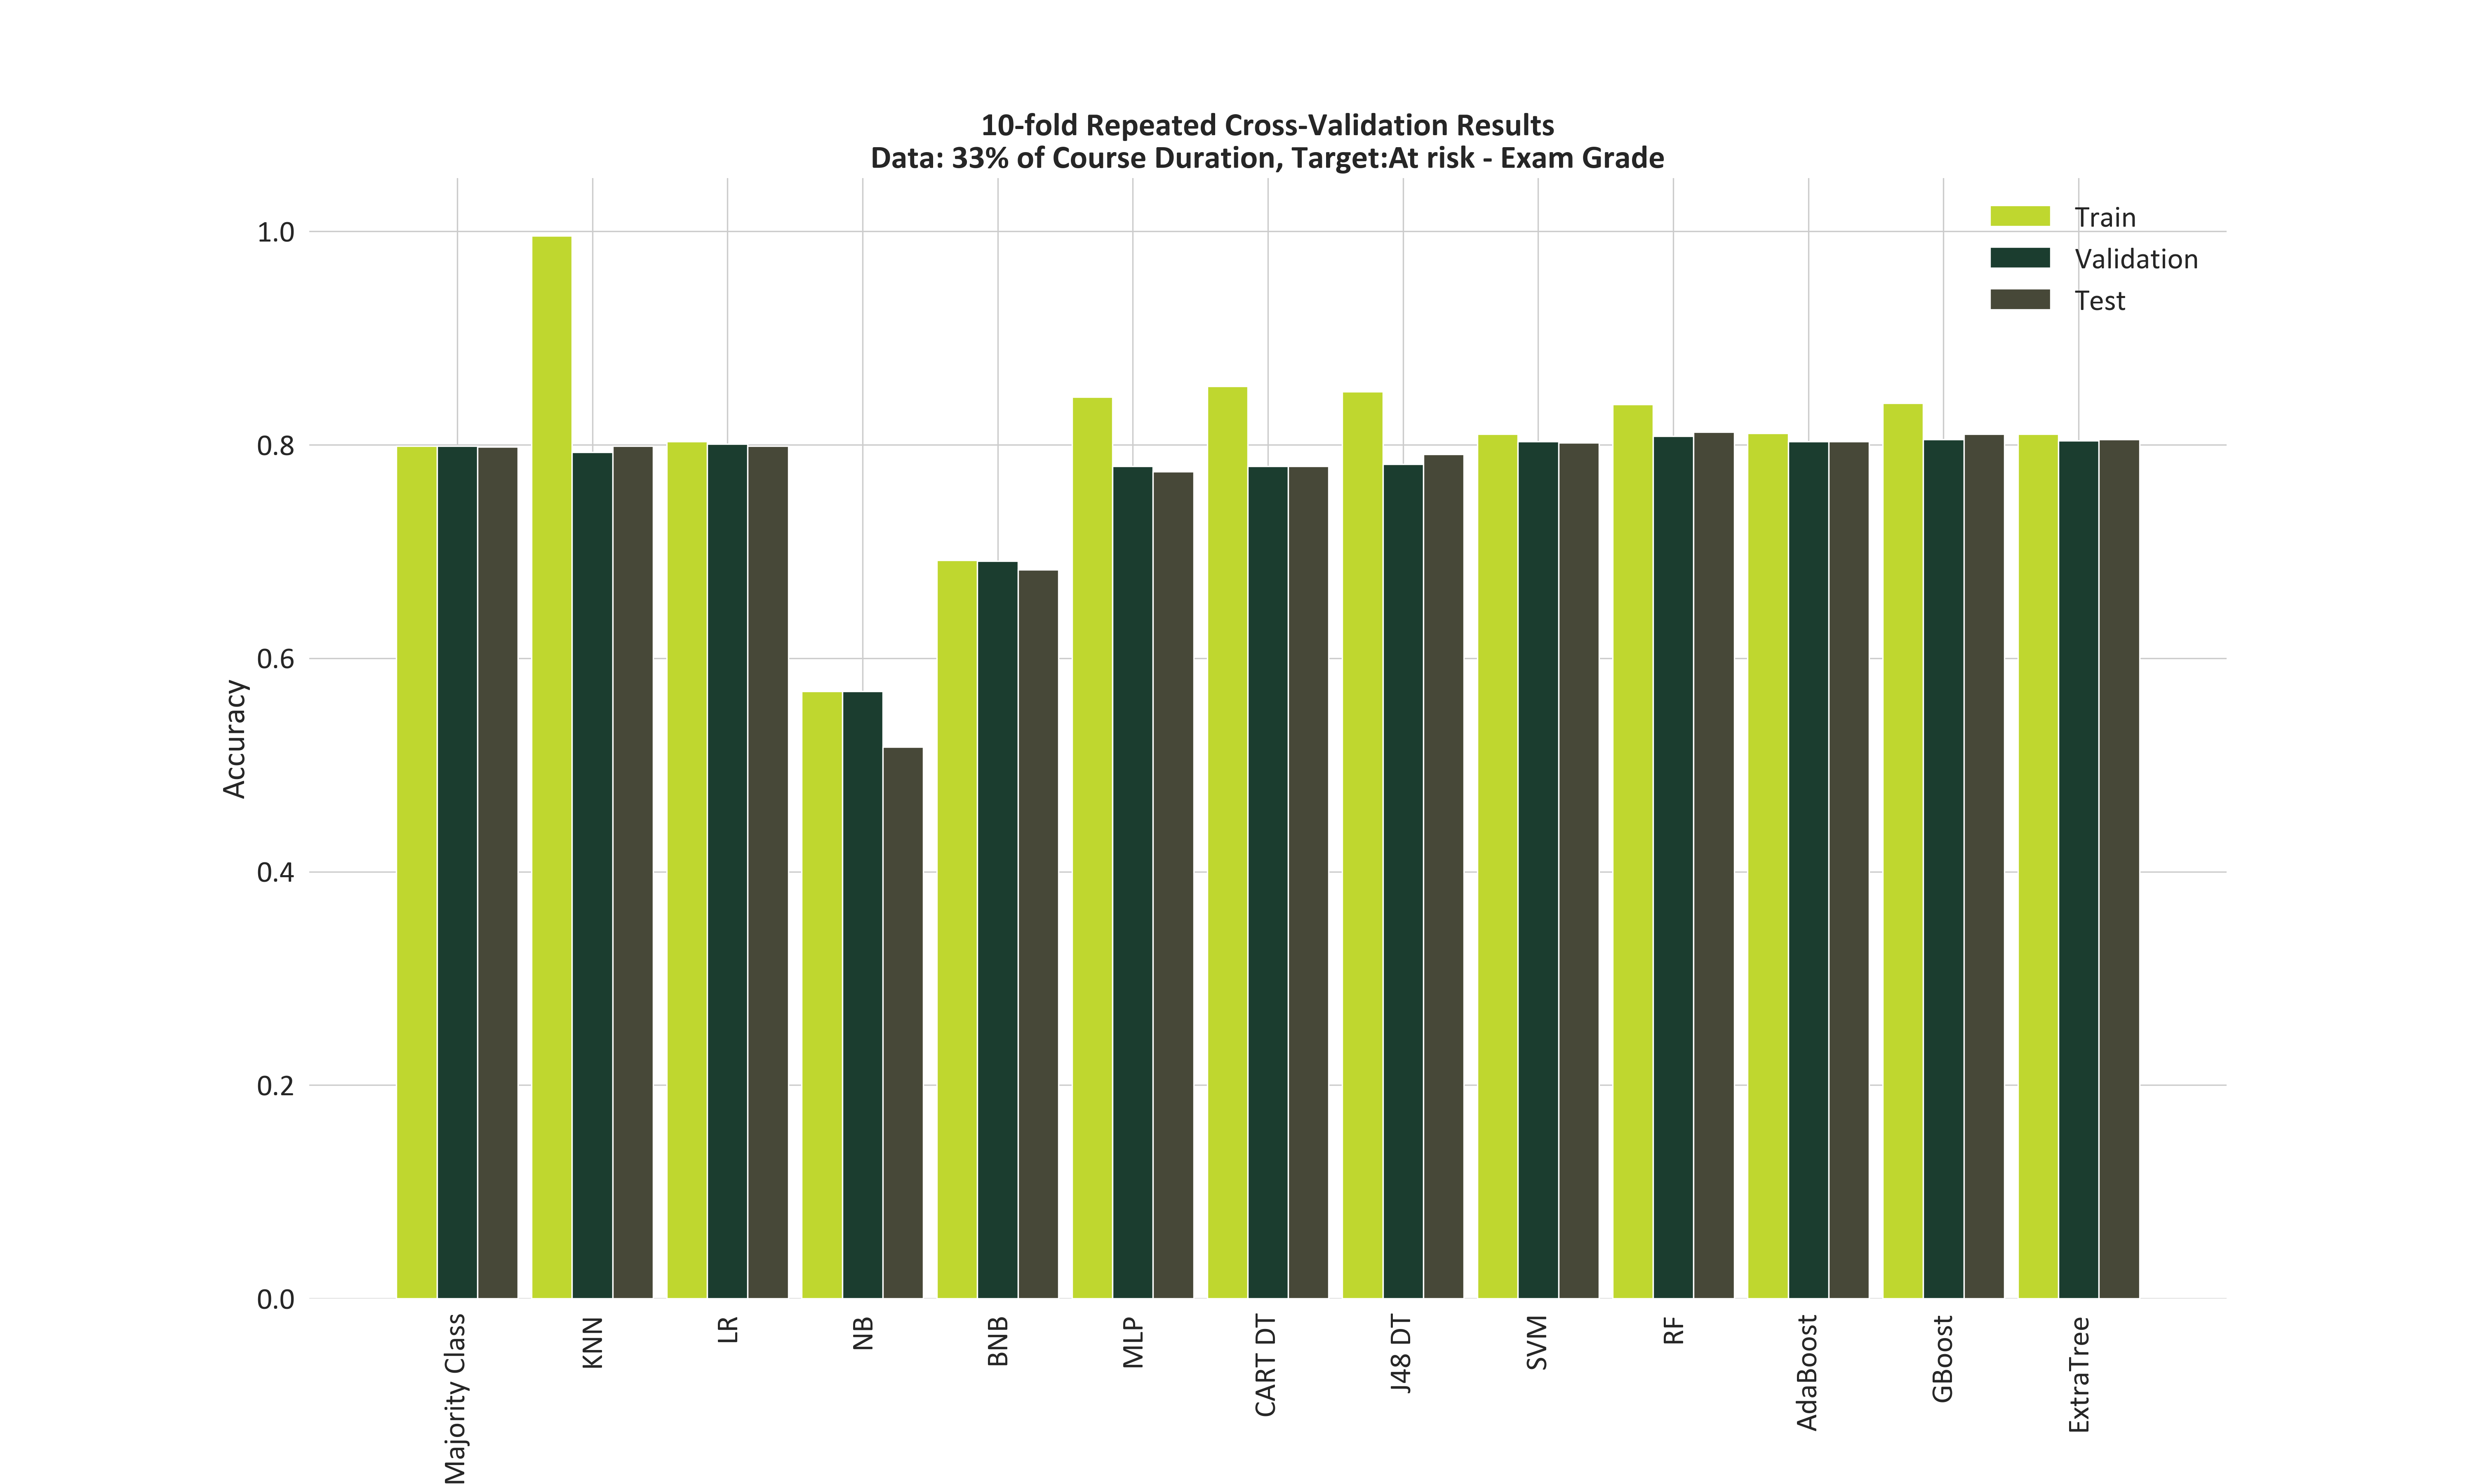 10-fold Repeated Cross-Validation Results
Data: 33% of Course Duration, Target:At risk - Exam Grade
Train
Validation
Test
1.0
0.8
0.6
0.4
0.2
0.0
Accuracy
Majority Class
KNN
LR
NB
BNB
MLP
CART DT
J48 DT
SVM
RF
AdaBoost
GBoost
ExtraTree